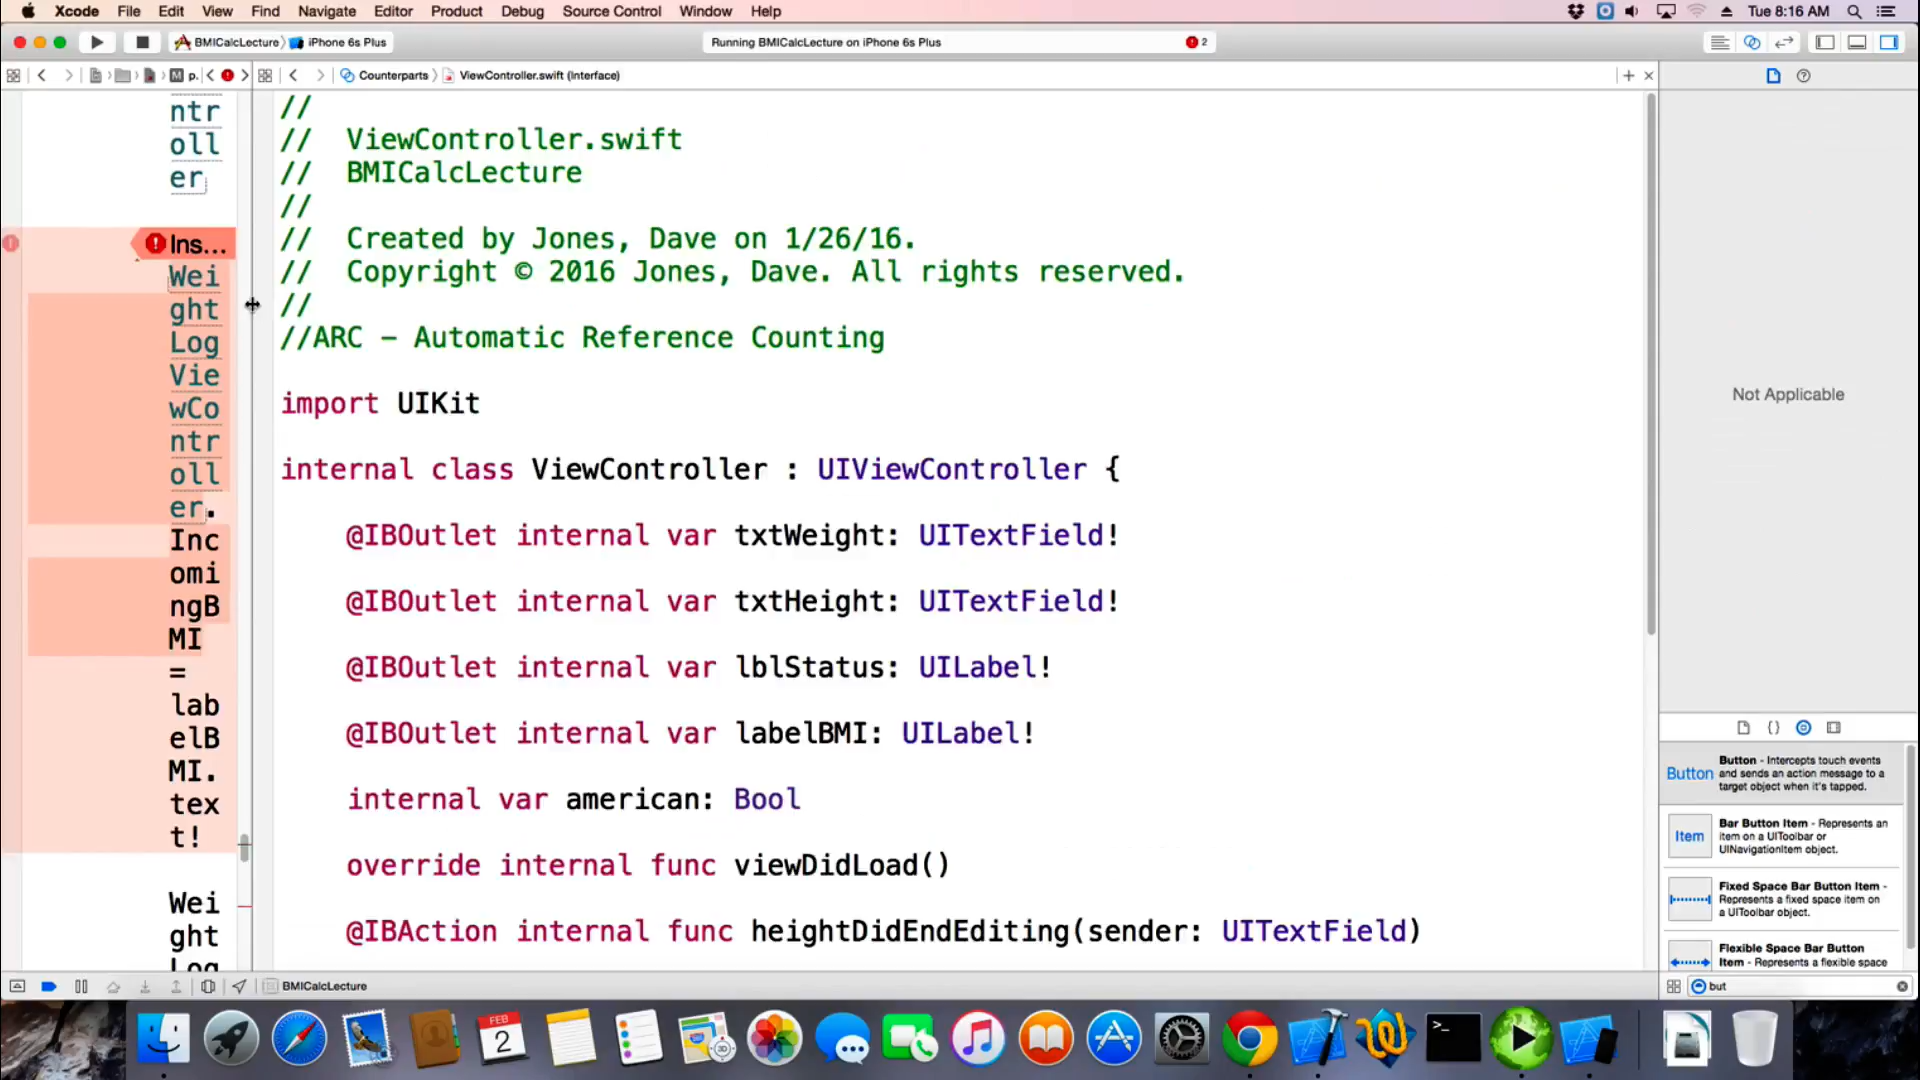 Xcode File Edit View Find Navigate Editor Product Debug Source Control Window Help Tue 8:16 AM
BMICalcLecture iPhone 6s Plus Running BMICalcLecture on iPhone 6s Plus 2
M p. Counterparts ViewController.swift (Interface)
ntr
oll
er
Ins...
Wei
ght
Log
Vie
wCo
ntr
oll
er.
Inc
omi
ngB
MI
=
lab
elB
MI.
tex
t!
Wei
ght
Log
//
// ViewController.swift
// BMICalcLecture
//
// Created by Jones, Dave on 1/26/16.
// Copyright © 2016 Jones, Dave. All rights reserved.
//
//ARC - Automatic Reference Counting
import UIKit
internal class ViewController : UIViewController {
@IBOutlet internal var txtWeight: UITextField!
@IBOutlet internal var txtHeight: UITextField!
@IBOutlet internal var lblStatus: UILabel!
@IBOutlet internal var labelBMI: UILabel!
internal var american: Bool
override internal func viewDidLoad()
@IBAction internal func heightDidEndEditing(sender: UITextField)
Not Applicable
Button
Button - Intercepts touch events
and sends an action message to a
target object when it's tapped.
Item
Bar Button Item - Represents an
item on a UIToolbar or
UINavigationItem object.
Fixed Space Bar Button Item -
Represents a fixed space item on
a UIToolbar object.
Flexible Space Bar Button
Item - Represents a flexible space
BMICalcLecture
but
FEB
2